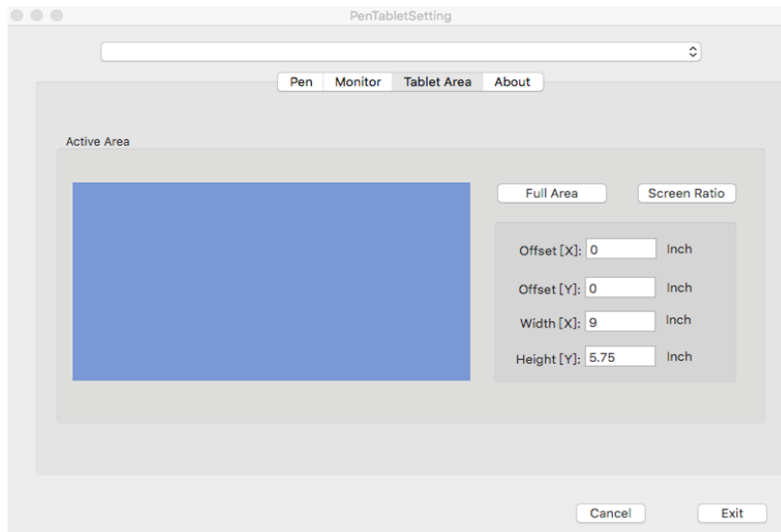 PenTabletSetting
Pen Monitor Tablet Area About
Active Area
Full Area Screen Ratio
Offset [X]: 0 Inch
Offset [Y]: 0 Inch
Width [X]: 9 Inch
Height [Y]: 5.75 Inch
Cancel Exit